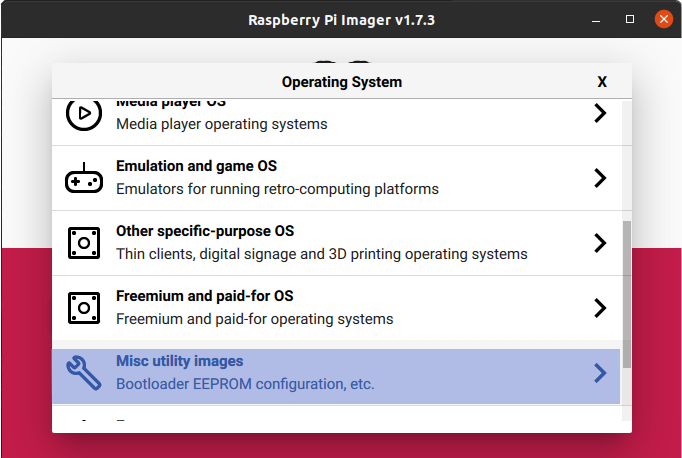 Raspberry Pi Imager v1.7.3
Operating System X
Media player OS
Media player operating systems
Emulation and game OS
Emulators for running retro-computing platforms
Other specific-purpose OS
Thin clients, digital signage and 3D printing operating systems
Freemium and paid-for OS
Freemium and paid-for operating systems
Misc utility images
Bootloader EEPROM configuration, etc.